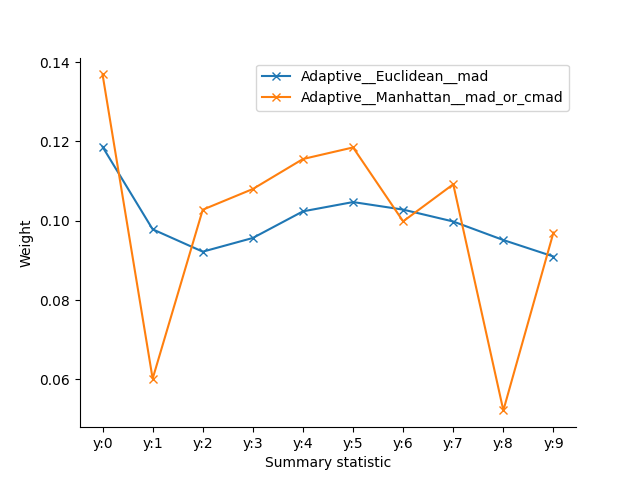 0.14
0.12
0.10
0.08
0.06
Weight
Adaptive__Euclidean__mad
Adaptive__Manhattan__mad_or_cmad
y:0 y:1 y:2 y:3 y:4 y:5 y:6 y:7 y:8 y:9
Summary statistic